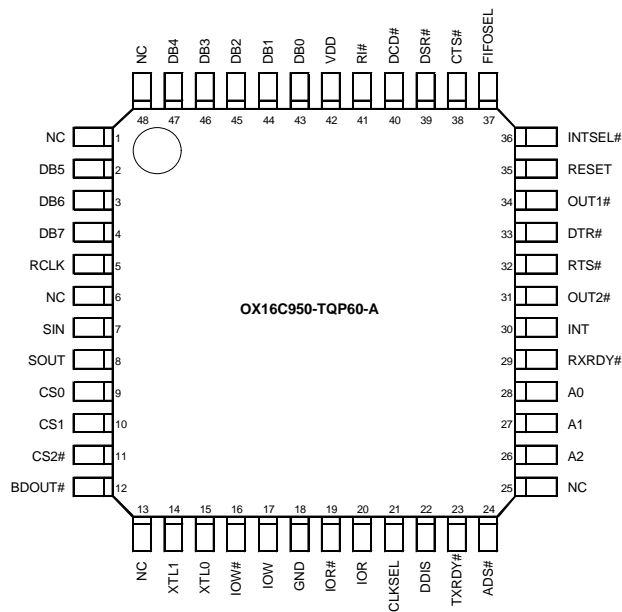 NC DB4 DB3 DB2 DB1 DB0 VDD RI# DCD# DSR# CTS# FIFOSEL
48 47 46 45 44 43 42 41 40 39 38 37
NC 1 36 INTSEL#
DB5 2 35 RESET
DB6 3 34 OUT1#
DB7 4 33 DTR#
RCLK 5 32 RTS#
NC 6 31 OUT2#
OX16C950-TQP60-A
SIN 7 30 INT
SOUT 8 29 RXRDY#
CS0 9 28 A0
CS1 10 27 A1
CS2# 11 26 A2
BDOUT# 12 25 NC
13 14 15 16 17 18 19 20 21 22 23 24
NC XTL1 XTL0 IOW# IOW GND IOR# IOR CLKSEL DDIS TXRDY# ADS#